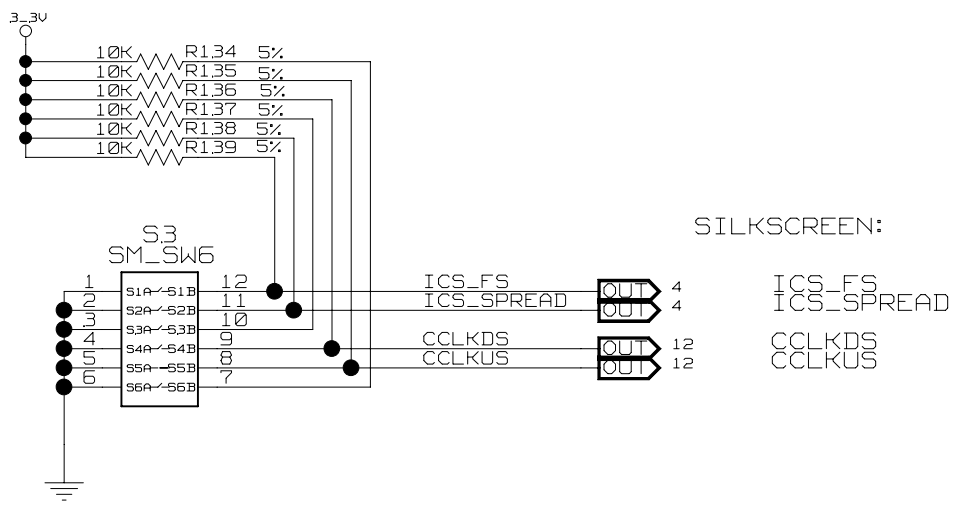 3_3V
10K R134 5%
10K R135 5%
10K R136 5%
10K R137 5%
10K R138 5%
10K R139 5%
SILKSCREEN:
S3
SM_SW6
1 S1A S1B 12 ICS_FS OUT 4 ICS_FS
2 S2A S2B 11 ICS_SPREAD OUT 4 ICS_SPREAD
3 S3A S3B 10
4 S4A S4B 9 CCLKDS OUT 12 CCLKDS
5 S5A S5B 8 CCLKUS OUT 12 CCLKUS
6 S6A S6B 7